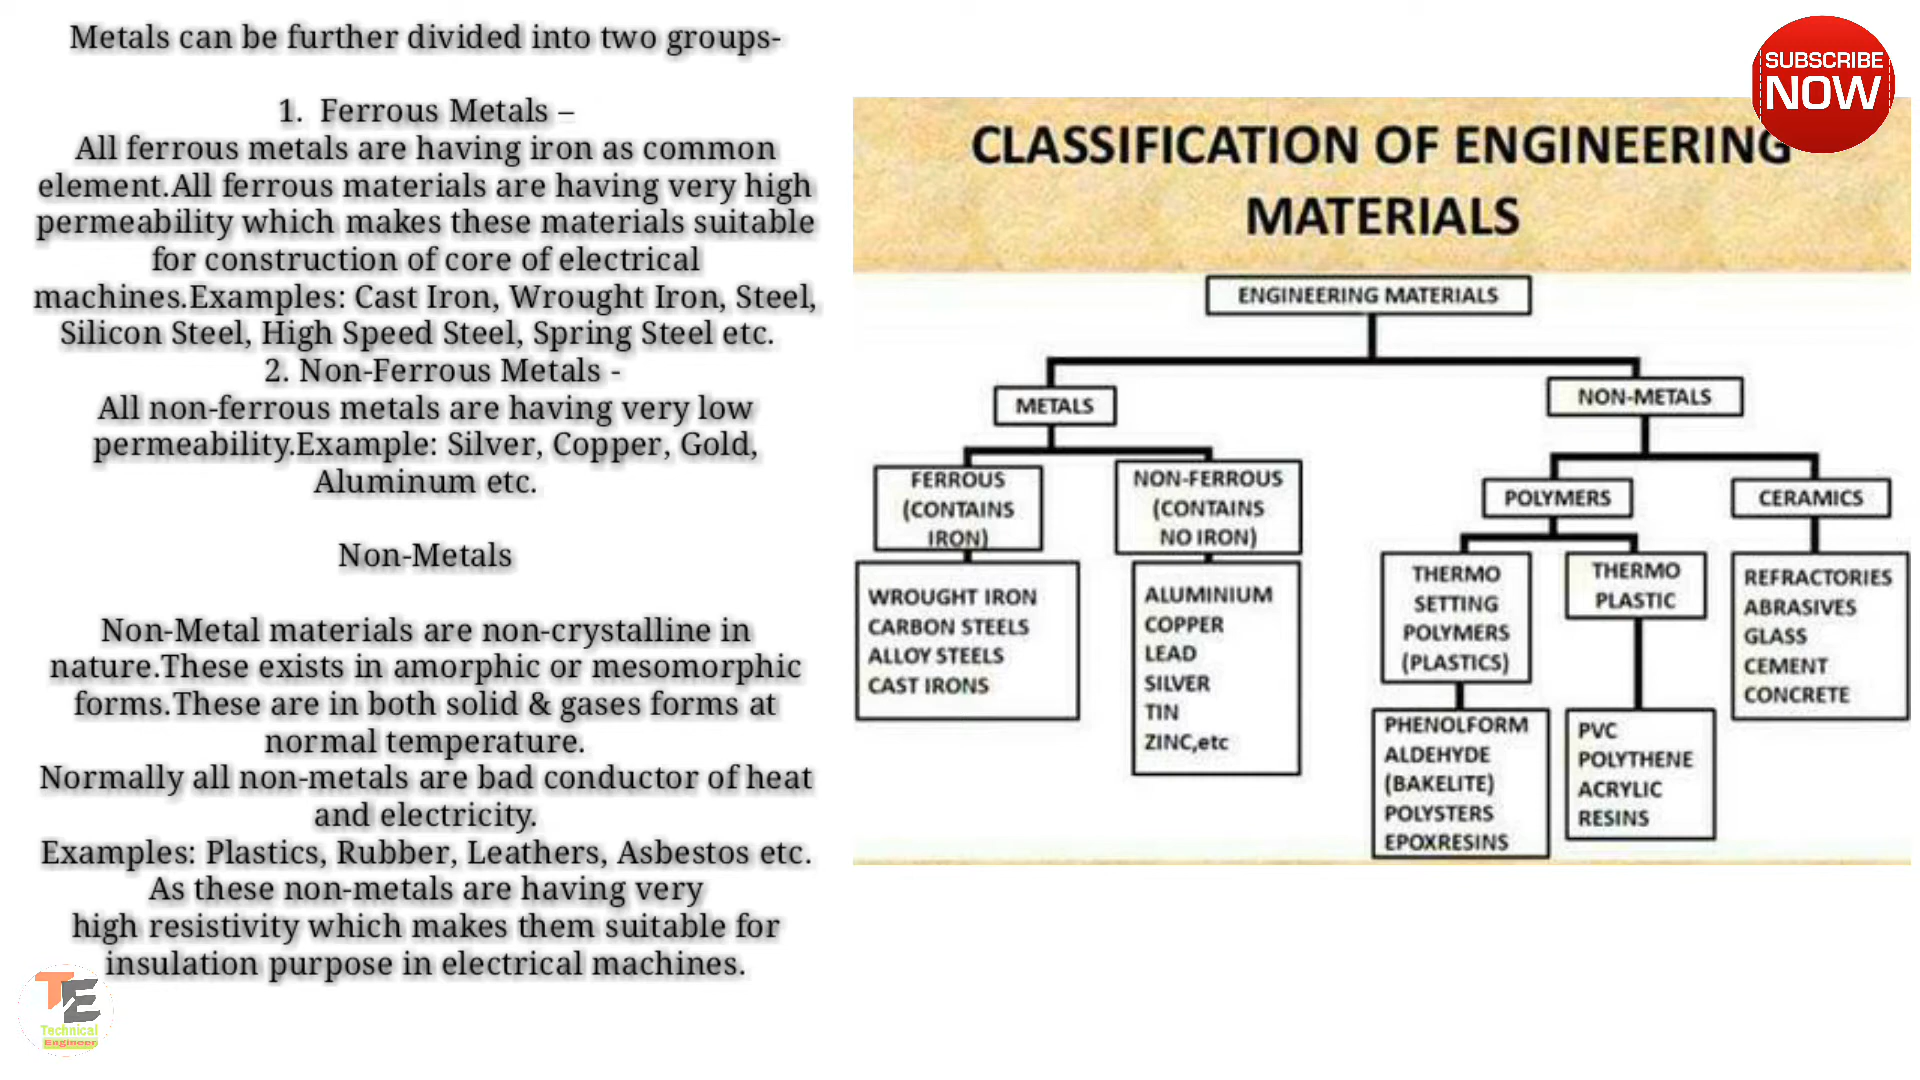 Metals can be further divided into two groups-
1. Ferrous Metals –
All ferrous metals are having iron as common
element.All ferrous materials are having very high
permeability which makes these materials suitable
for construction of core of electrical
machines.Examples: Cast Iron, Wrought Iron, Steel,
Silicon Steel, High Speed Steel, Spring Steel etc.
2. Non-Ferrous Metals -
All non-ferrous metals are having very low
permeability.Example: Silver, Copper, Gold,
Aluminum etc.
Non-Metals
Non-Metal materials are non-crystalline in
nature.These exists in amorphic or mesomorphic
forms.These are in both solid & gases forms at
normal temperature.
Normally all non-metals are bad conductor of heat
and electricity.
Examples: Plastics, Rubber, Leathers, Asbestos etc.
As these non-metals are having very
high resistivity which makes them suitable for
insulation purpose in electrical machines.
TE
Technical
Engineer
SUBSCRIBE
NOW
CLASSIFICATION OF ENGINEERING
MATERIALS
ENGINEERING MATERIALS
METALS
NON-METALS
FERROUS
(CONTAINS
IRON)
NON-FERROUS
(CONTAINS
NO IRON)
POLYMERS
CERAMICS
WROUGHT IRON
CARBON STEELS
ALLOY STEELS
CAST IRONS
ALUMINIUM
COPPER
LEAD
SILVER
TIN
ZINC,etc
THERMO
SETTING
POLYMERS
(PLASTICS)
THERMO
PLASTIC
REFRACTORIES
ABRASIVES
GLASS
CEMENT
CONCRETE
PHENOLFORM
ALDEHYDE
(BAKELITE)
POLYSTERS
EPOXRESINS
PVC
POLYTHENE
ACRYLIC
RESINS